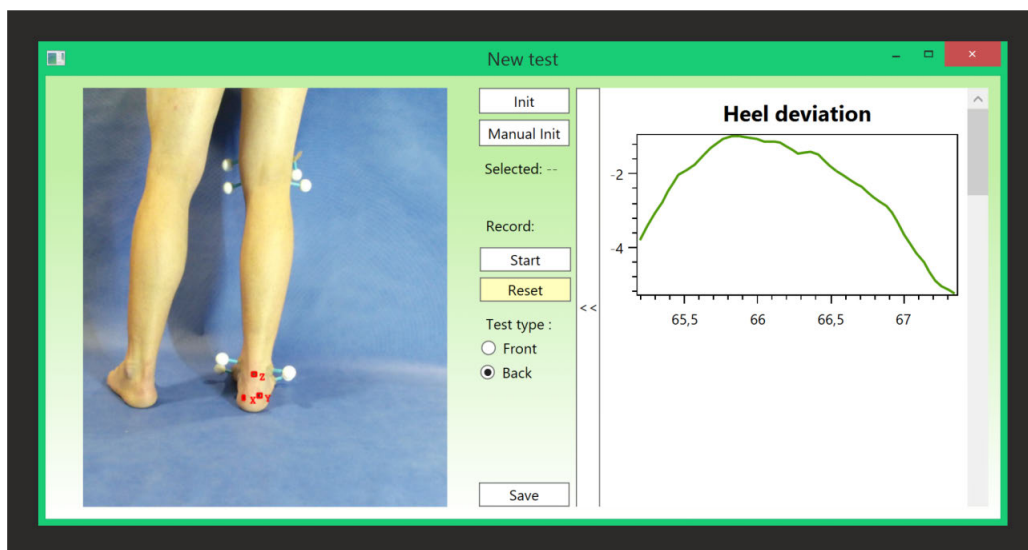 New test
Init
Manual Init
Selected: --
Record:
Start
Reset
Test type :
Front
Back
Save
<<
Z
X Y
Heel deviation
-2
-4
65,5 66 66,5 67